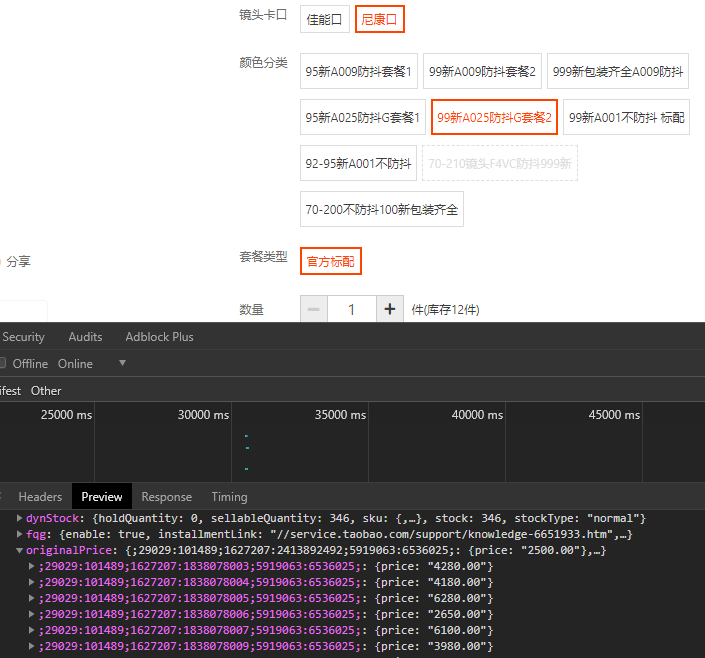 镜头卡口 佳能口 尼康口
颜色分类 95新A009防抖套餐1 99新A009防抖套餐2 999新包装齐全A009防抖
95新A025防抖G套餐1 99新A025防抖G套餐2 99新A001不防抖 标配
92-95新A001不防抖 70-210镜头F4VC防抖999新
70-200不防抖100新包装齐全
套餐类型 官方标配
分享
数量 − 1 + 件(库存12件)
Security Audits Adblock Plus
Offline Online ▼
ifest Other
25000 ms 30000 ms 35000 ms 40000 ms 45000 ms
Headers Preview Response Timing
▶dynStock: {holdQuantity: 0, sellableQuantity: 346, sku: {,…}, stock: 346, stockType: "normal"}
▶fqg: {enable: true, installmentLink: "//service.taobao.com/support/knowledge-6651933.htm",…}
▼originalPrice: {;29029:101489;1627207:2413892492;5919063:6536025;: {price: "2500.00"},…}
▶;29029:101489;1627207:1838078003;5919063:6536025;: {price: "4280.00"}
▶;29029:101489;1627207:1838078004;5919063:6536025;: {price: "4180.00"}
▶;29029:101489;1627207:1838078005;5919063:6536025;: {price: "6280.00"}
▶;29029:101489;1627207:1838078006;5919063:6536025;: {price: "2650.00"}
▶;29029:101489;1627207:1838078007;5919063:6536025;: {price: "6100.00"}
▶;29029:101489;1627207:1838078009;5919063:6536025;: {price: "3980.00"}